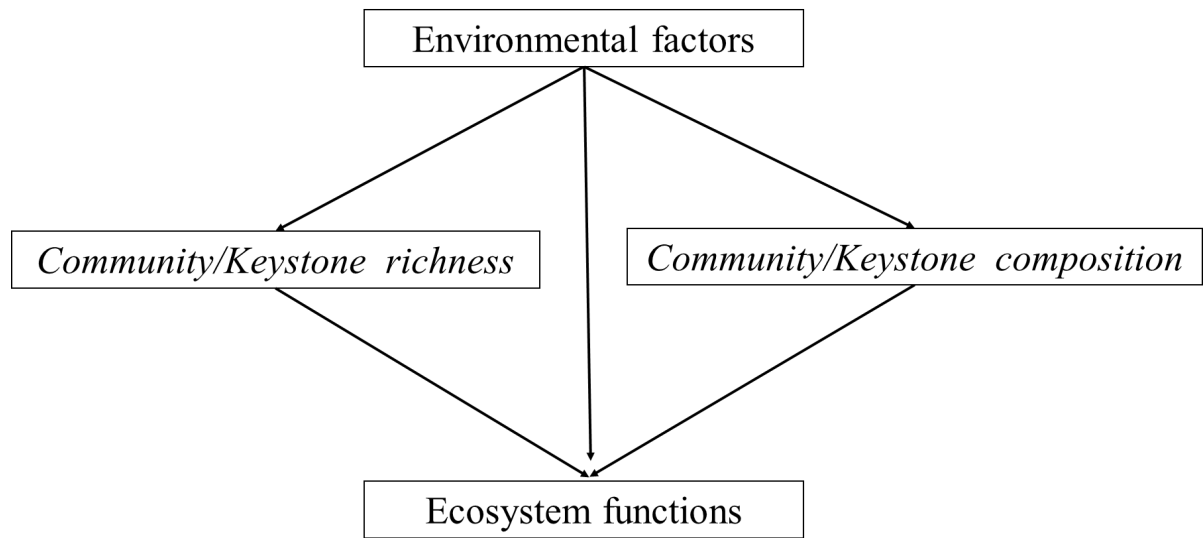 Environmental factors
Community/Keystone richness
Community/Keystone composition
Ecosystem functions